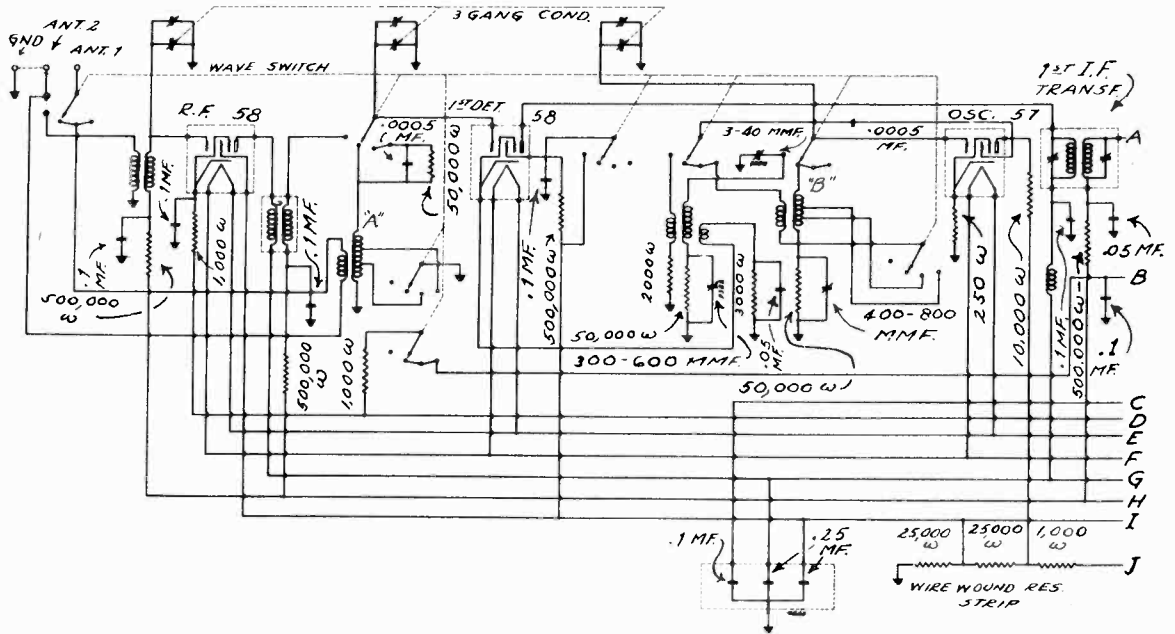 3 GANG COND.
ANT. 2
GND
ANT. 1
WAVE SWITCH
1ST I.F.
TRANSF.
R.F. 58
1ST DET.
58
OSC. 57
.0005
MF.
50,000 ω
3-40 MMF.
.0005
MF.
A
"B"
"A"
.1 MF.
.1
MF.
1,000 ω
.1 MF.
500,000
ω
.1 MF.
500,000 ω
2000 ω
3000 ω
250 ω
10,000 ω
.1 MF.
500.000 ω
.05 MF.
B
400-800
MMF.
50,000 ω
300-600 MMF.
.05
MF.
.1
MF.
500,000
ω
1,000 ω
50,000 ω
C
D
E
F
G
H
I
.1 MF.
.25
MF.
25,000
ω
25,000
ω
1,000
ω
J
WIRE WOUND RES.
STRIP